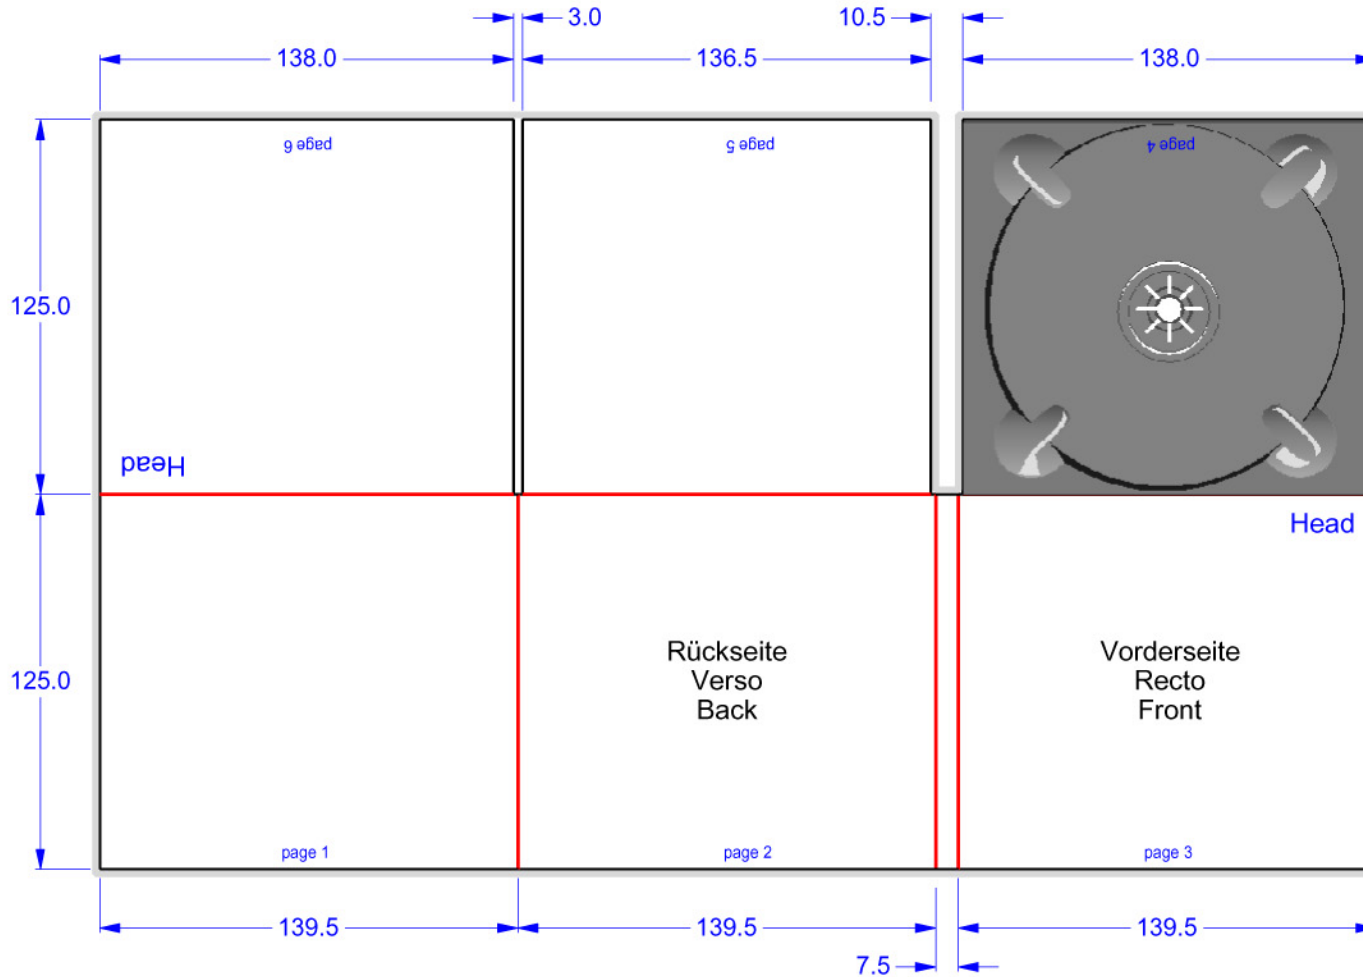 3.0
10.5
138.0
136.5
138.0
page 6
page 5
page 4
125.0
Head
Head
125.0
Rückseite
Verso
Back
Vorderseite
Recto
Front
page 1
page 2
page 3
139.5
139.5
139.5
7.5